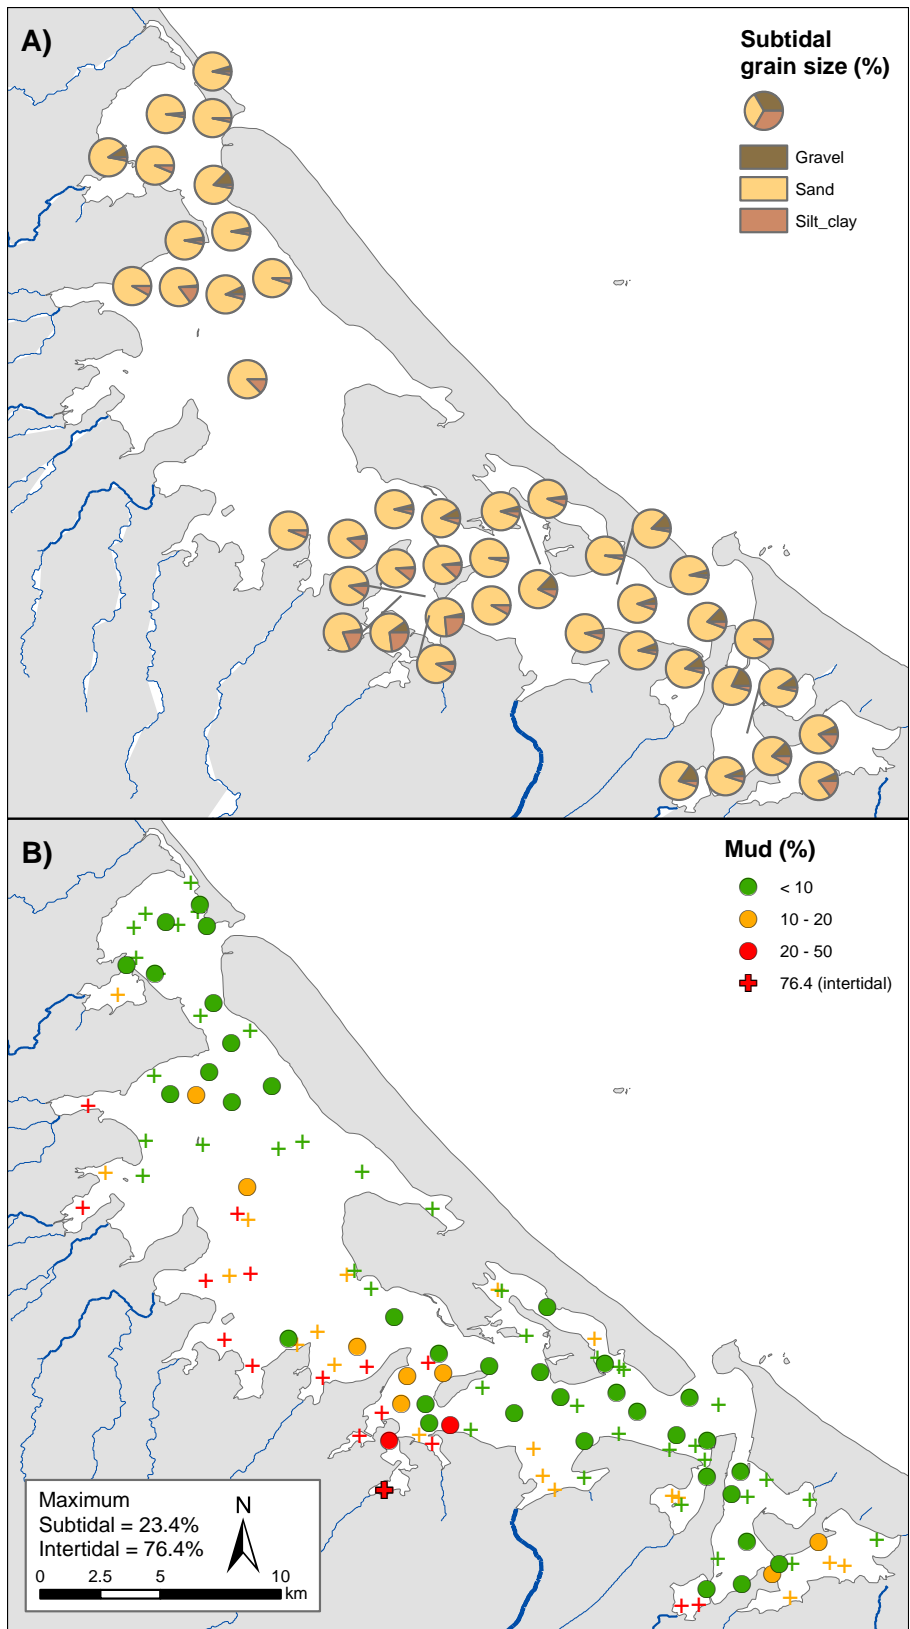 A)
Subtidal
grain size (%)
Gravel
Sand
Silt_clay
B)
Mud (%)
< 10
10 - 20
20 - 50
76.4 (intertidal)
Maximum
Subtidal = 23.4%
Intertidal = 76.4%
N
0 2.5 5 10
km